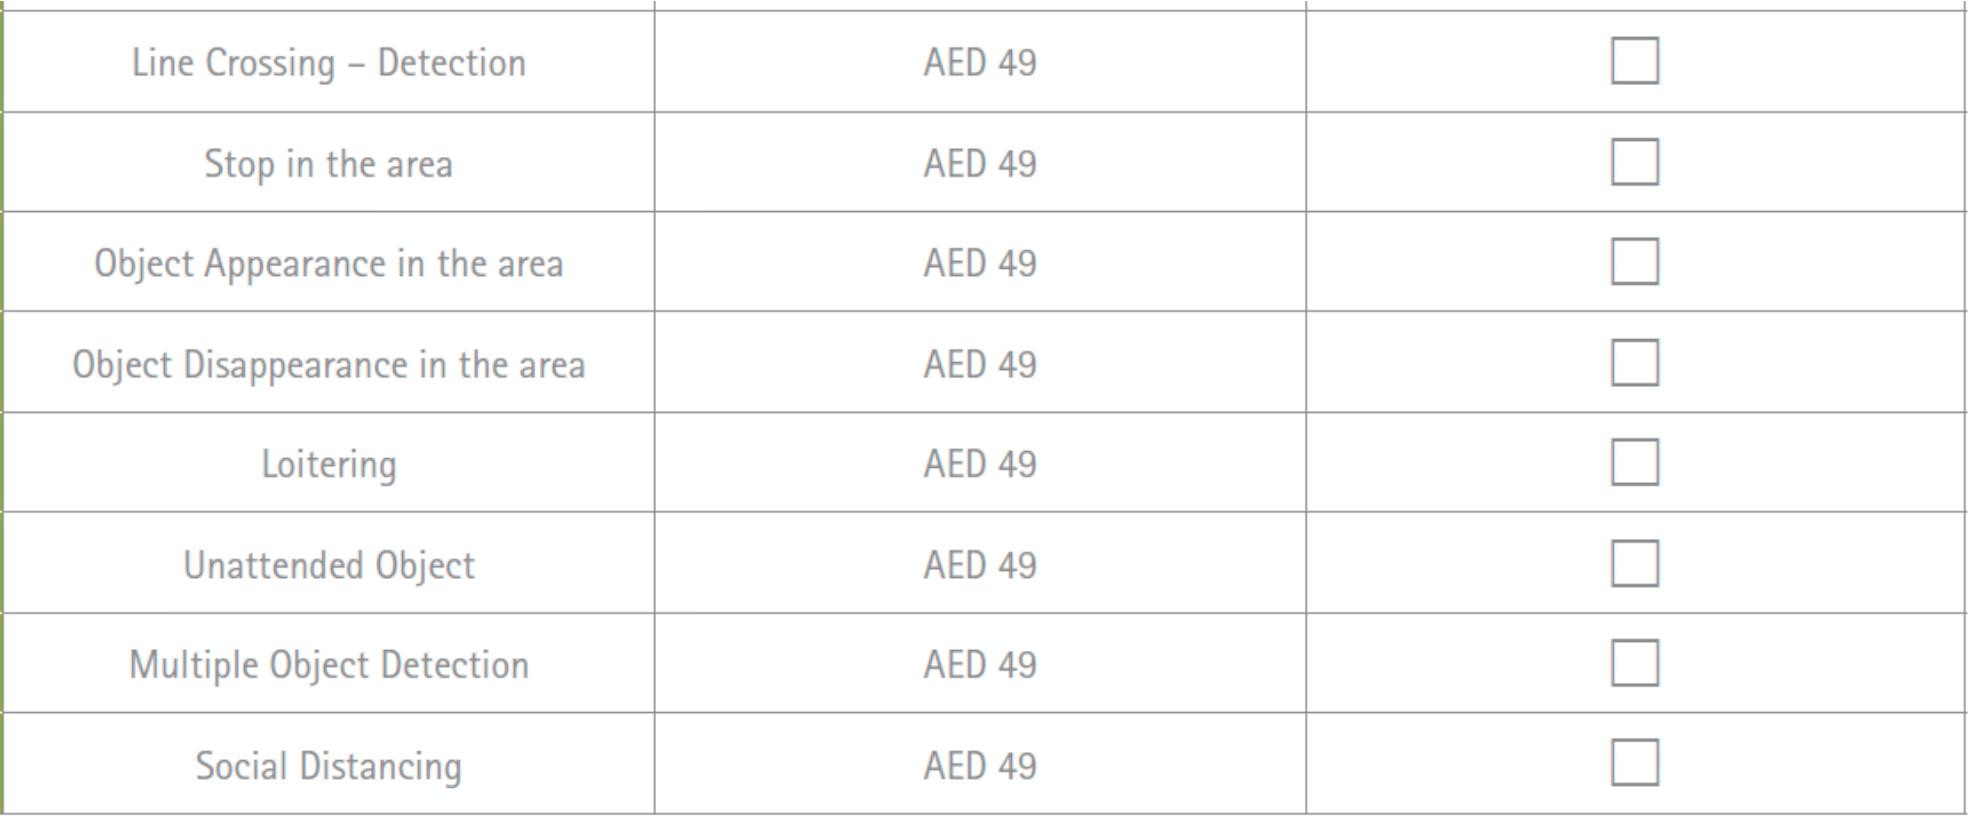 Line Crossing – Detection AED 49 ☐
Stop in the area AED 49 ☐
Object Appearance in the area AED 49 ☐
Object Disappearance in the area AED 49 ☐
Loitering AED 49 ☐
Unattended Object AED 49 ☐
Multiple Object Detection AED 49 ☐
Social Distancing AED 49 ☐